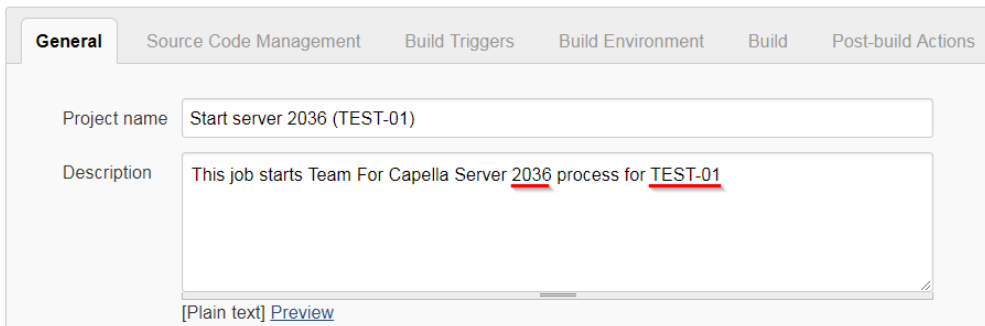 General Source Code Management Build Triggers Build Environment Build Post-build Actions
Project name Start server 2036 (TEST-01)
Description This job starts Team For Capella Server 2036 process for TEST-01
[Plain text] Preview